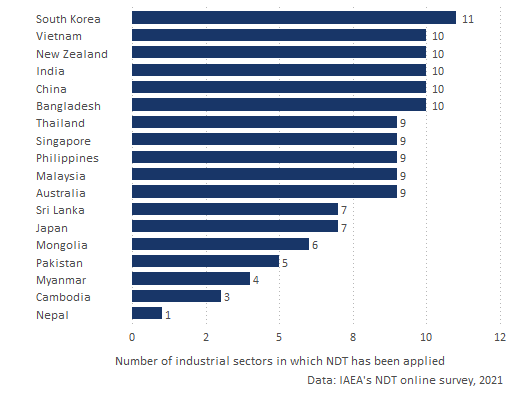 South Korea 11
Vietnam 10
New Zealand 10
India 10
China 10
Bangladesh 10
Thailand 9
Singapore 9
Philippines 9
Malaysia 9
Australia 9
Sri Lanka 7
Japan 7
Mongolia 6
Pakistan 5
Myanmar 4
Cambodia 3
Nepal 1
0 2 5 8 10 12
Number of industrial sectors in which NDT has been applied
Data: IAEA's NDT online survey, 2021